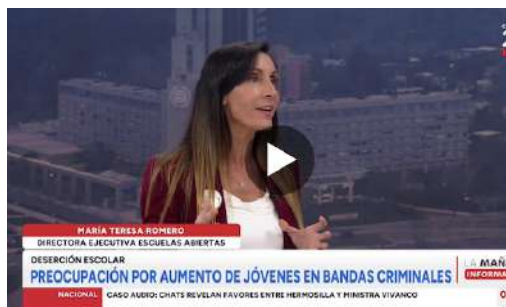 MARÍA TERESA ROMERO
DIRECTORA EJECUTIVA ESCUELAS ABIERTAS
DESERCIÓN ESCOLAR
PREOCUPACIÓN POR AUMENTO DE JÓVENES EN BANDAS CRIMINALES
LA MAÑ
INFORMA
NACIONAL CASO AUDIO: CHATS REVELAN FAVORES ENTRE HERMOSILLA Y MINISTRA VIVANCO